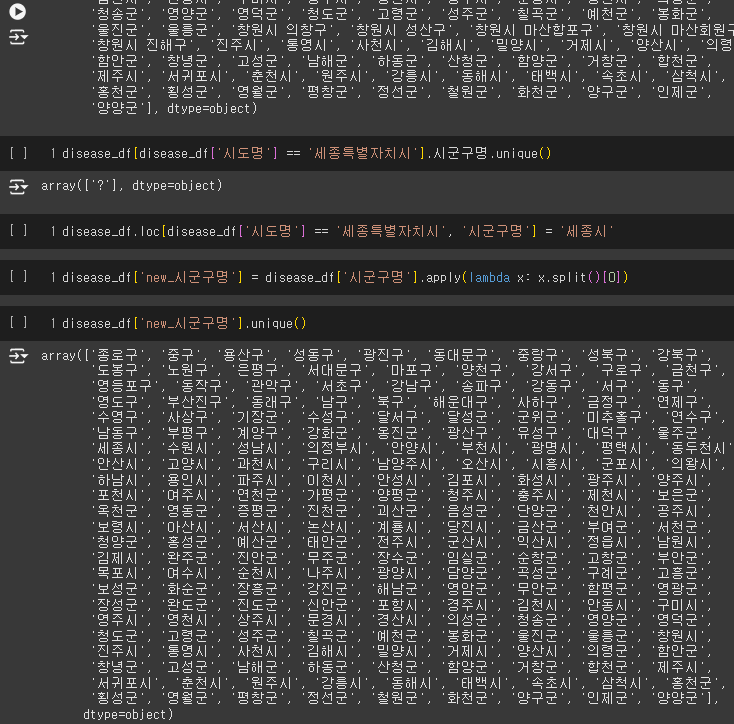 '청송군', '영양군', '영덕군', '청도군', '고령군', '성주군', '칠곡군', '예천군', '봉화군',
'울진군', '울릉군', '창원시 의창구', '창원시 성산구', '창원시 마산합포구', '창원시 마산회원구
'창원시 진해구', '진주시', '통영시', '사천시', '김해시', '밀양시', '거제시', '양산시', '의령
'함안군', '창녕군', '고성군', '남해군', '하동군', '산청군', '함양군', '거창군', '합천군',
'제주시', '서귀포시', '춘천시', '원주시', '강릉시', '동해시', '태백시', '속초시', '삼척시',
'홍천군', '횡성군', '영월군', '평창군', '정선군', '철원군', '화천군', '양구군', '인제군',
'양양군'], dtype=object)
[ ] 1 disease_df[disease_df['시도명'] == '세종특별자치시'].시군구명.unique()
array(['?'], dtype=object)
[ ] 1 disease_df.loc[disease_df['시도명'] == '세종특별자치시', '시군구명'] = '세종시'
[ ] 1 disease_df['new_시군구명'] = disease_df['시군구명'].apply(lambda x: x.split()[0])
[ ] 1 disease_df['new_시군구명'].unique()
array(['종로구', '중구', '용산구', '성동구', '광진구', '동대문구', '중랑구', '성북구', '강북구',
'도봉구', '노원구', '은평구', '서대문구', '마포구', '양천구', '강서구', '구로구', '금천구',
'영등포구', '동작구', '관악구', '서초구', '강남구', '송파구', '강동구', '서구', '동구',
'영도구', '부산진구', '동래구', '남구', '북구', '해운대구', '사하구', '금정구', '연제구',
'수영구', '사상구', '기장군', '수성구', '달서구', '달성군', '군위군', '미추홀구', '연수구',
'남동구', '부평구', '계양구', '강화군', '옹진군', '광산구', '유성구', '대덕구', '울주군',
'세종시', '수원시', '성남시', '의정부시', '안양시', '부천시', '광명시', '평택시', '동두천시'
'안산시', '고양시', '과천시', '구리시', '남양주시', '오산시', '시흥시', '군포시', '의왕시',
'하남시', '용인시', '파주시', '이천시', '안성시', '김포시', '화성시', '광주시', '양주시',
'포천시', '여주시', '연천군', '가평군', '양평군', '청주시', '충주시', '제천시', '보은군',
'옥천군', '영동군', '증평군', '진천군', '괴산군', '음성군', '단양군', '천안시', '공주시',
'보령시', '아산시', '서산시', '논산시', '계룡시', '당진시', '금산군', '부여군', '서천군',
'청양군', '홍성군', '예산군', '태안군', '전주시', '군산시', '익산시', '정읍시', '남원시',
'김제시', '완주군', '진안군', '무주군', '장수군', '임실군', '순창군', '고창군', '부안군',
'목포시', '여수시', '순천시', '나주시', '광양시', '담양군', '곡성군', '구례군', '고흥군',
'보성군', '화순군', '장흥군', '강진군', '해남군', '영암군', '무안군', '함평군', '영광군',
'장성군', '완도군', '진도군', '신안군', '포항시', '경주시', '김천시', '안동시', '구미시',
'영주시', '영천시', '상주시', '문경시', '경산시', '의성군', '청송군', '영양군', '영덕군',
'청도군', '고령군', '성주군', '칠곡군', '예천군', '봉화군', '울진군', '울릉군', '창원시',
'진주시', '통영시', '사천시', '김해시', '밀양시', '거제시', '양산시', '의령군', '함안군',
'창녕군', '고성군', '남해군', '하동군', '산청군', '함양군', '거창군', '합천군', '제주시',
'서귀포시', '춘천시', '원주시', '강릉시', '동해시', '태백시', '속초시', '삼척시', '홍천군',
'횡성군', '영월군', '평창군', '정선군', '철원군', '화천군', '양구군', '인제군', '양양군'],
dtype=object)